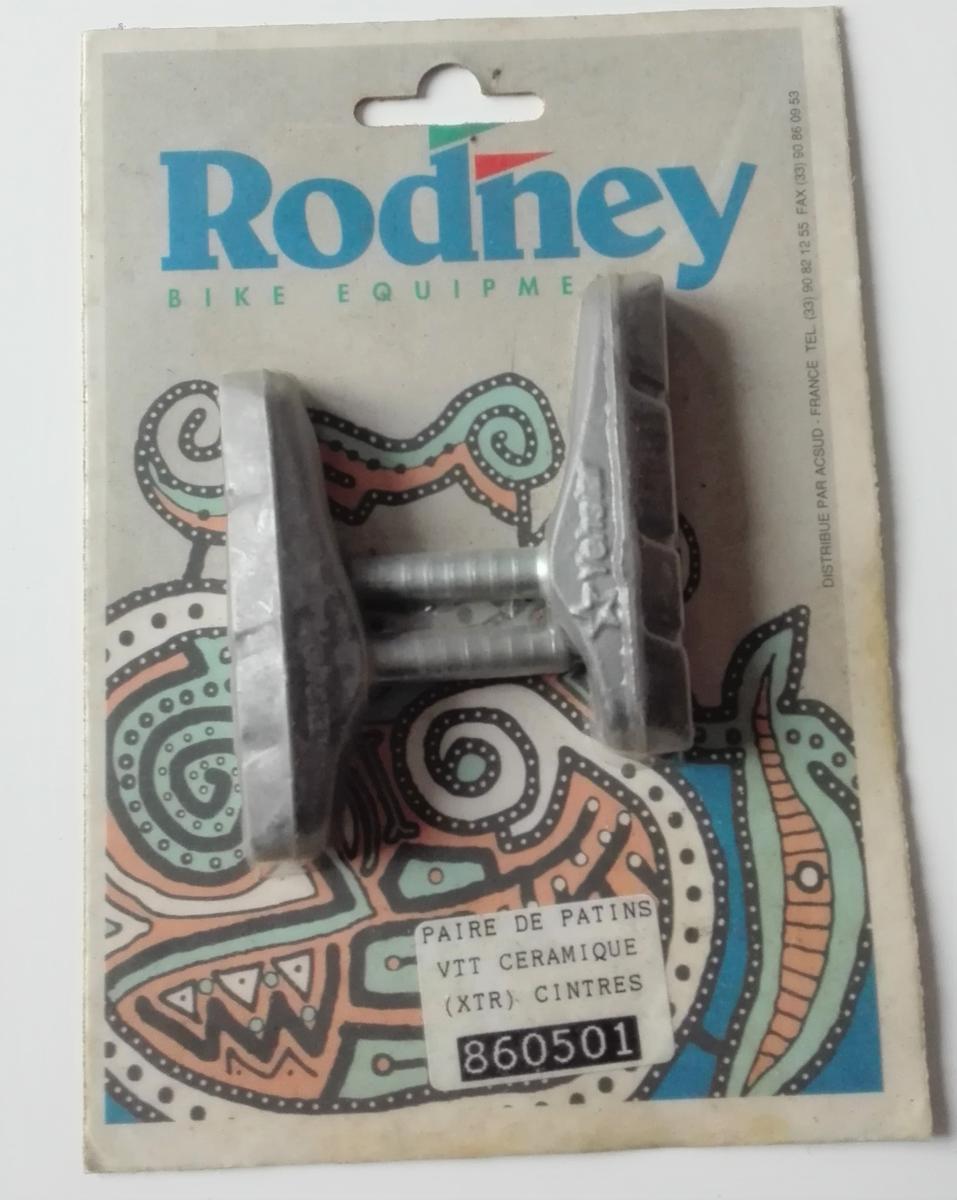 Rodney
BIKE EQUIPME
DISTRIBUE PAR ACSUD - FRANCE TEL. (33) 90 82 12 55 FAX (33) 90 86 09 53
PAIRE DE PATINS
VTT CERAMIQUE
(XTR) CINTRES
860501